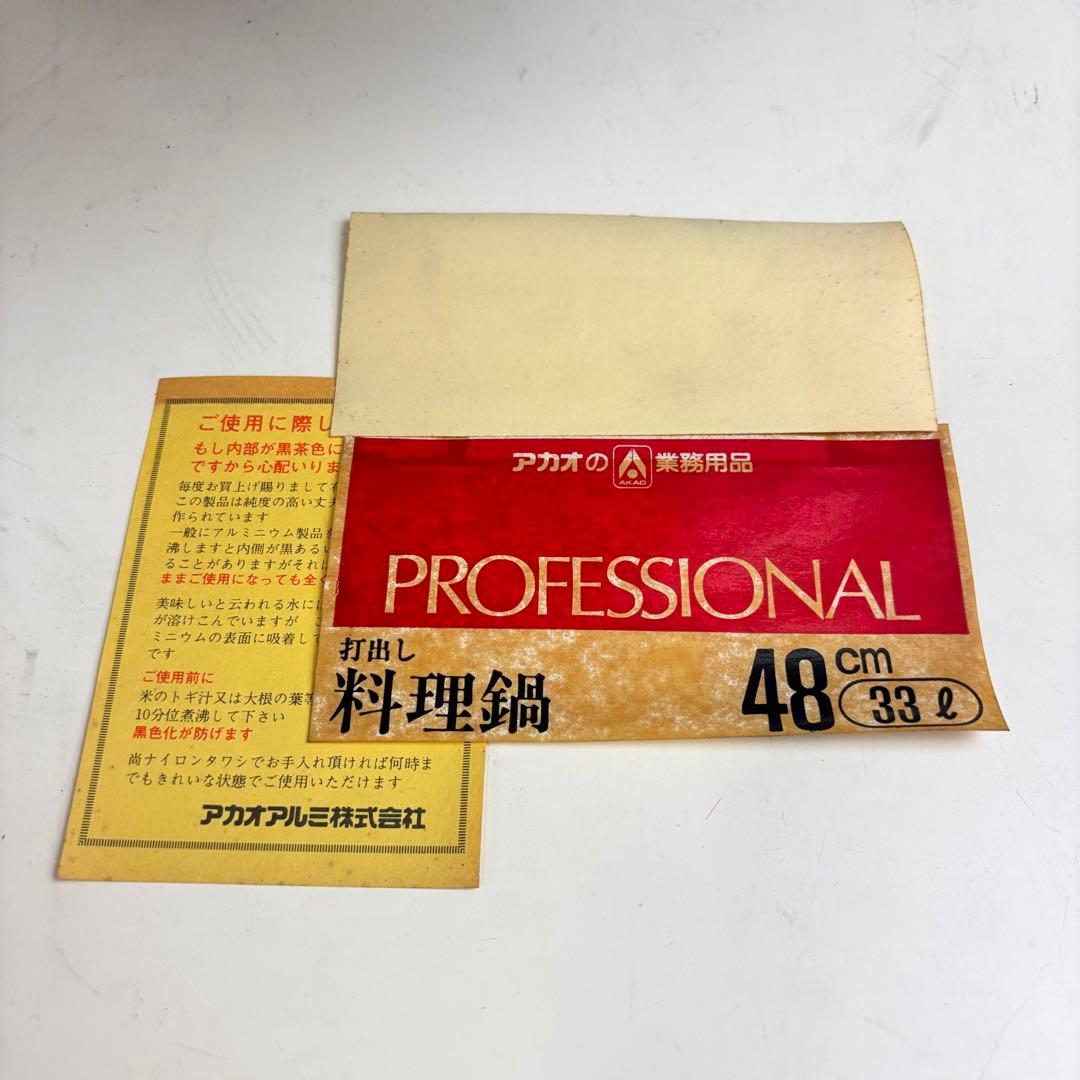 アカオの AKAO 業務用品
PROFESSIONAL
打出し
料理鍋 48cm 33ℓ
ご使用に際し
もし内部が黒茶色に
ですから心配いりま
毎度お買上げ賜りまして
この製品は純度の高い丈夫
作られています
一般にアルミニウム製品を
沸しますと内側が黒ある
ることがありますがそれは
ままご使用になっても全
美味しいと云われる水には
が溶けこんでいますが こ
ミニウムの表面に吸着して
です
ご使用前に
米のトギ汁又は大根の葉等
10分位煮沸して下さい
黒色化が防げます
尚ナイロンタワシでお手入れ頂ければ何時ま
でもきれいな状態でご使用いただけます
アカオアルミ株式会社